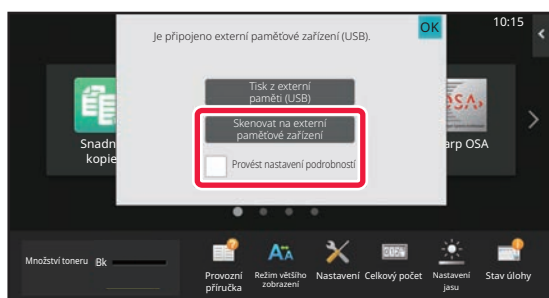 10:15
Je připojeno externí paměťové zařízení (USB).
OK
Tisk z externí
paměti (USB)
Skenovat na externí
paměťové zařízení
Provést nastavení podrobností
Snadn
kopie
arp OSA
Množství toneru
Bk
Provozní
příručka
Režim většího
zobrazení
Nastavení
Celkový počet
Nastavení
jasu
Stav úlohy